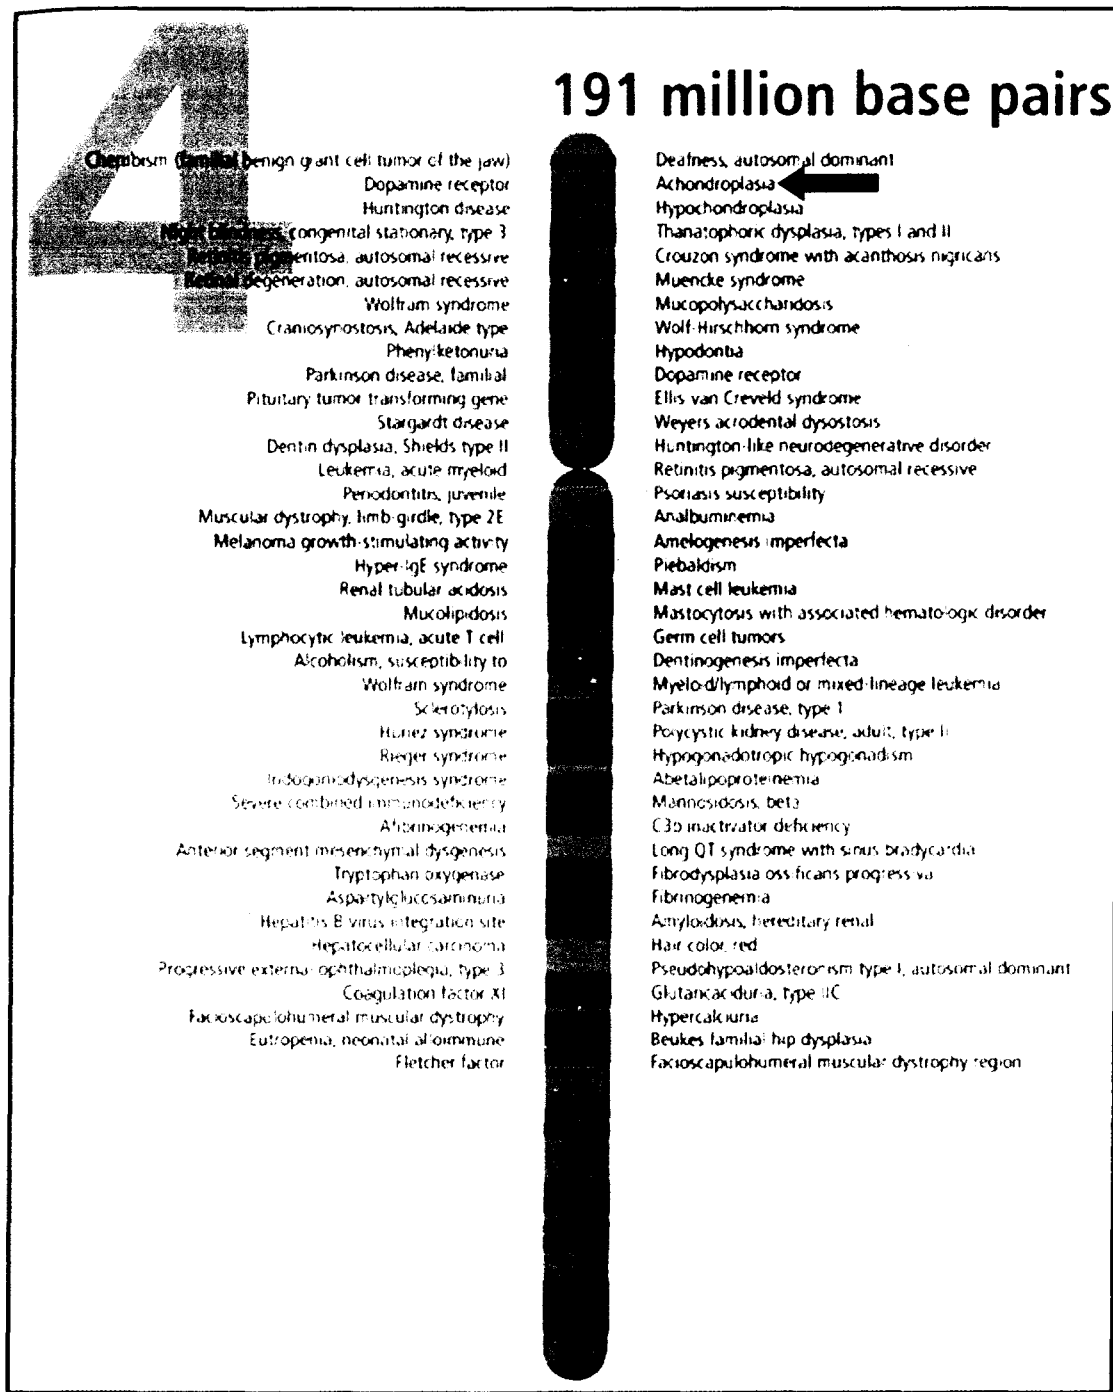 4
191 million base pairs
Cherubism (familial benign giant cell tumor of the jaw)
Dopamine receptor
Huntington disease
Night blindness, congenital stationary, type 3
Retinitis pigmentosa, autosomal recessive
Retinal degeneration, autosomal recessive
Wolfram syndrome
Craniosynostosis, Adelaide type
Phenylketonuria
Parkinson disease, familial
Pituitary tumor transforming gene
Stargardt disease
Dentin dysplasia, Shields type II
Leukemia, acute myeloid
Periodontitis, juvenile
Muscular dystrophy, limb-girdle, type 2E
Melanoma growth-stimulating activity
Hyper-IgE syndrome
Renal tubular acidosis
Mucolipidosis
Lymphocytic leukemia, acute T cell
Alcoholism, susceptibility to
Wolfram syndrome
Sclerotylosis
Huriez syndrome
Rieger syndrome
Iridogoniodysgenesis syndrome
Severe combined immunodeficiency
Afibrinogenemia
Anterior segment mesenchymal dysgenesis
Tryptophan oxygenase
Aspartylglucosaminuria
Hepatitis B virus integration site
Hepatocellular carcinoma
Progressive external ophthalmoplegia, type 3
Coagulation factor XI
Facioscapulohumeral muscular dystrophy
Eutropenia, neonatal alloimmune
Fletcher factor
Deafness, autosomal dominant
Achondroplasia
Hypochondroplasia
Thanatophoric dysplasia, types I and II
Crouzon syndrome with acanthosis nigricans
Muencke syndrome
Mucopolysaccharidosis
Wolf-Hirschhorn syndrome
Hypodontia
Dopamine receptor
Ellis van Creveld syndrome
Weyers acrodental dysostosis
Huntington-like neurodegenerative disorder
Retinitis pigmentosa, autosomal recessive
Psoriasis susceptibility
Analbuminemia
Amelogenesis imperfecta
Piebaldism
Mast cell leukemia
Mastocytosis with associated hematologic disorder
Germ cell tumors
Dentinogenesis imperfecta
Myeloid/lymphoid or mixed-lineage leukemia
Parkinson disease, type 1
Polycystic kidney disease, adult, type II
Hypogonadotropic hypogonadism
Abetalipoproteinemia
Mannosidosis, beta
C3b inactivator deficiency
Long QT syndrome with sinus bradycardia
Fibrodysplasia ossificans progressiva
Fibrinogenemia
Amyloidosis, hereditary renal
Hair color, red
Pseudohypoaldosteronism type I, autosomal dominant
Glutaricaciduria, type IIC
Hypercalciuria
Beukes familial hip dysplasia
Facioscapulohumeral muscular dystrophy region